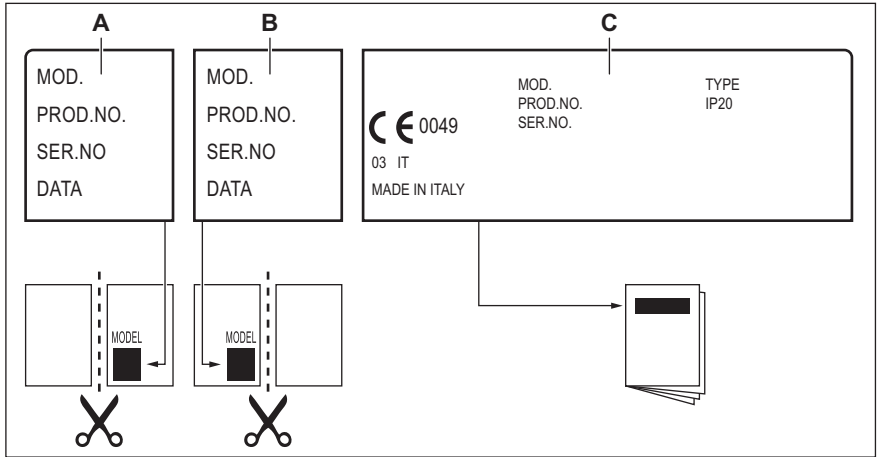 A
B
C
MOD.
PROD.NO.
SER.NO
DATA
MOD.
PROD.NO.
SER.NO
DATA
MOD.
PROD.NO.
SER.NO.
TYPE
IP20
CE 0049
03 IT
MADE IN ITALY
MODEL
MODEL